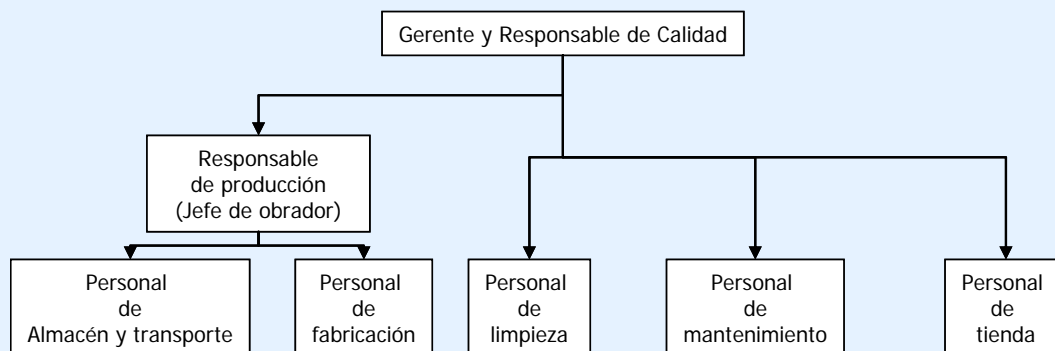 Gerente y Responsable de Calidad
Responsable
de producción
(Jefe de obrador)
Personal
de
Almacén y transporte
Personal
de
fabricación
Personal
de
limpieza
Personal
de
mantenimiento
Personal
de
tienda